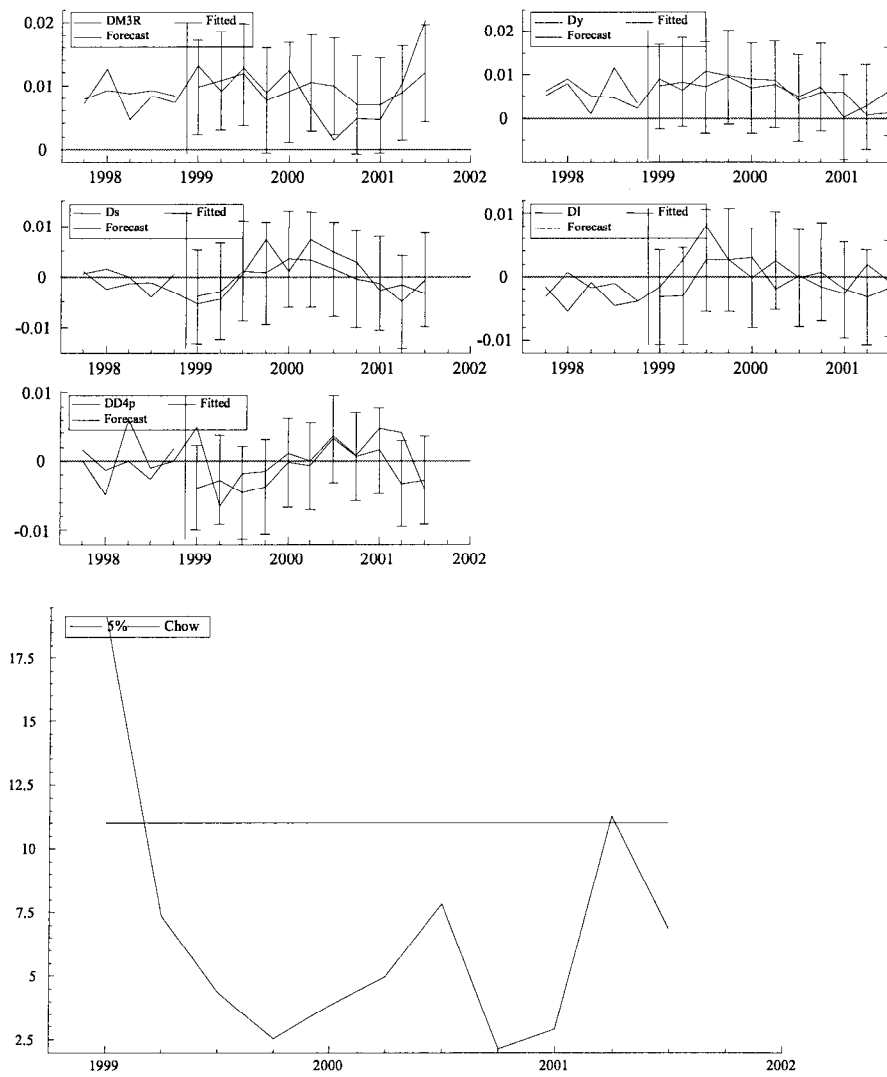 0.02
DM3R Fitted
Forecast
0.01
0
1998 1999 2000 2001 2002
0.02
Dy Fitted
Forecast
0.01
0
1998 1999 2000 2001
0.01
Ds Fitted
Forecast
0
-0.01
1998 1999 2000 2001 2002
0.01
Dl Fitted
Forecast
0
-0.01
1998 1999 2000 2001
0.01
DD4p Fitted
Forecast
0
-0.01
1998 1999 2000 2001 2002
5% Chow
17.5
15
12.5
10
7.5
5
2.5
1999 2000 2001 2002